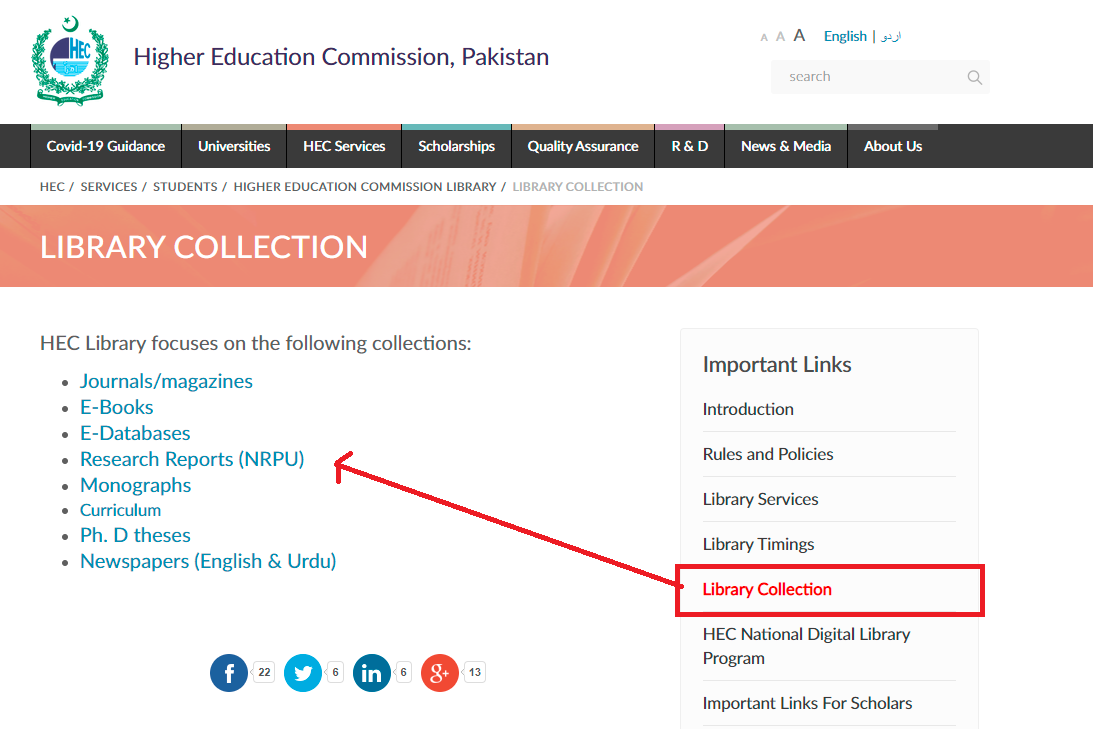 HEC
Higher Education Commission, Pakistan
A A A English | اردو
search
Covid-19 Guidance Universities HEC Services Scholarships Quality Assurance R & D News & Media About Us
HEC / SERVICES / STUDENTS / HIGHER EDUCATION COMMISSION LIBRARY / LIBRARY COLLECTION
LIBRARY COLLECTION
HEC Library focuses on the following collections:
Journals/magazines
E-Books
E-Databases
Research Reports (NRPU)
Monographs
Curriculum
Ph. D theses
Newspapers (English & Urdu)
22 6 6 13
Important Links
Introduction
Rules and Policies
Library Services
Library Timings
Library Collection
HEC National Digital Library
Program
Important Links For Scholars